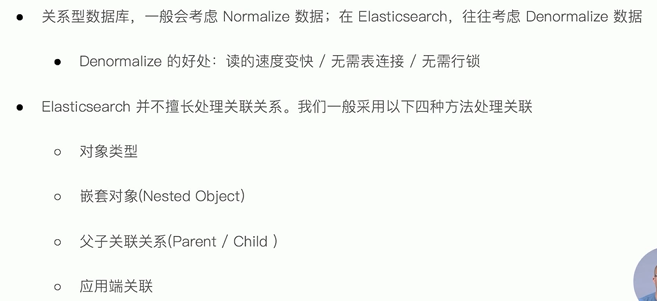 关系型数据库，一般会考虑 Normalize 数据；在 Elasticsearch，往往考虑 Denormalize 数据
Denormalize 的好处：读的速度变快 / 无需表连接 / 无需行锁
Elasticsearch 并不擅长处理关联关系。我们一般采用以下四种方法处理关联
对象类型
嵌套对象(Nested Object)
父子关联关系(Parent / Child )
应用端关联